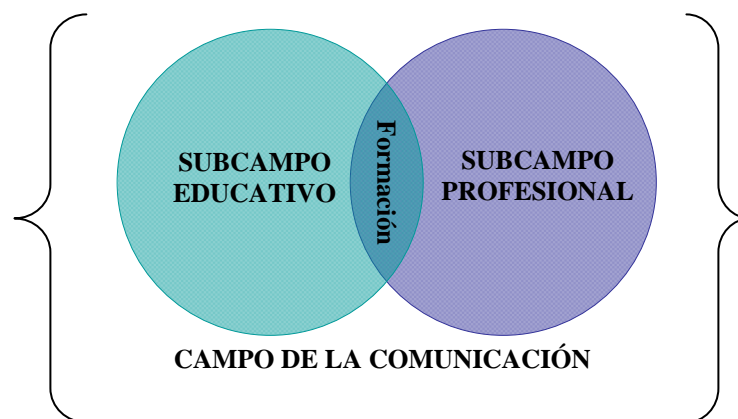 SUBCAMPO
EDUCATIVO
Formación
SUBCAMPO
PROFESIONAL
CAMPO DE LA COMUNICACIÓN